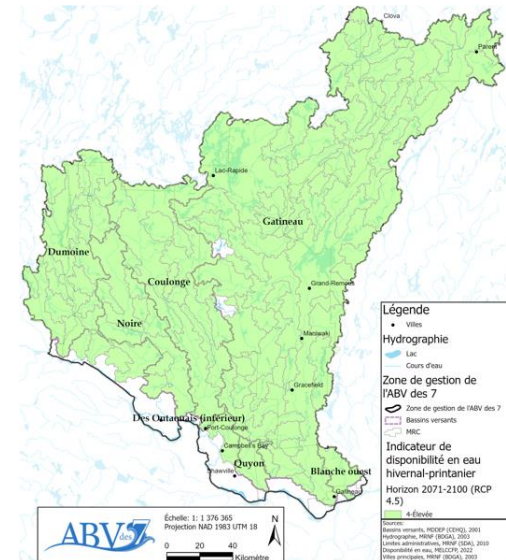 Clova
Parent
Lac-Rapide
Gatineau
Dumoine
Coulonge
Grand-Remous
Noire
Maniwaki
Gracefield
Des Outaouais (inférieur)
Fort-Coulonge
Campbell's Bay
Quyon
Blanche ouest
Shawville
Gatineau
Légende
Villes
Hydrographie
Lac
Cours d'eau
Zone de gestion de
l'ABV des 7
Zone de gestion de l'ABV des 7
Bassins versants
MRC
Indicateur de
disponibilité en eau
hivernal-printanier
Horizon 2071-2100 (RCP
4.5)
4-Élevée
ABV des 7
Échelle: 1: 1 376 365
Projection NAD 1983 UTM 18
N
0 20 40
Kilomètre
Sources:
Bassins versants, MDDEP (CEHQ), 2001
Hydrographie, MRNF (BDGA), 2003
Limites administratives, MRNF (SDA), 2010
Disponibilité en eau, MELCCFP, 2022
Villes principales, MRNF (BDGA), 2003